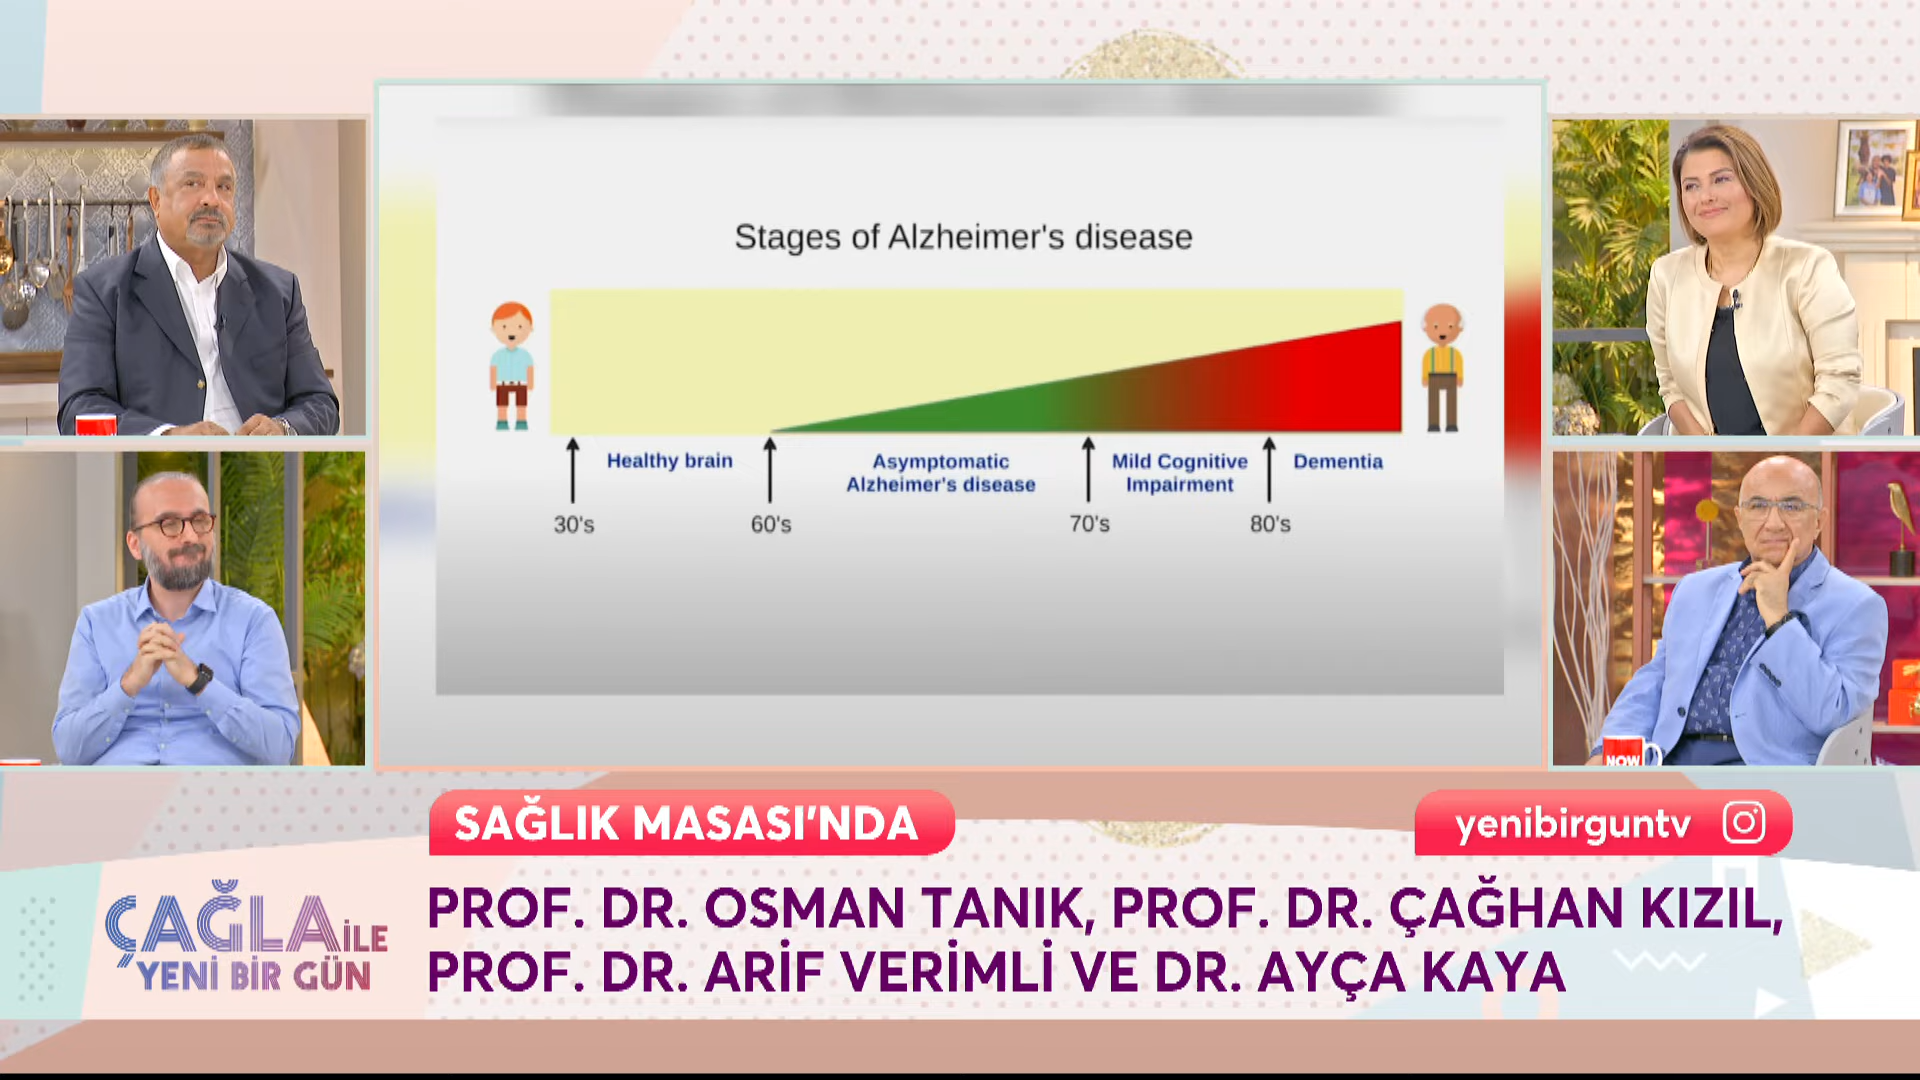 Stages of Alzheimer's disease
Healthy brain
Asymptomatic
Alzheimer's disease
Mild Cognitive
Impairment
Dementia
30's
60's
70's
80's
NOW
SAĞLIK MASASI'NDA
yenibirguntv
ÇAĞLA İLE
YENİ BİR GÜN
PROF. DR. OSMAN TANIK, PROF. DR. ÇAĞHAN KIZIL,
PROF. DR. ARİF VERİMLİ VE DR. AYÇA KAYA